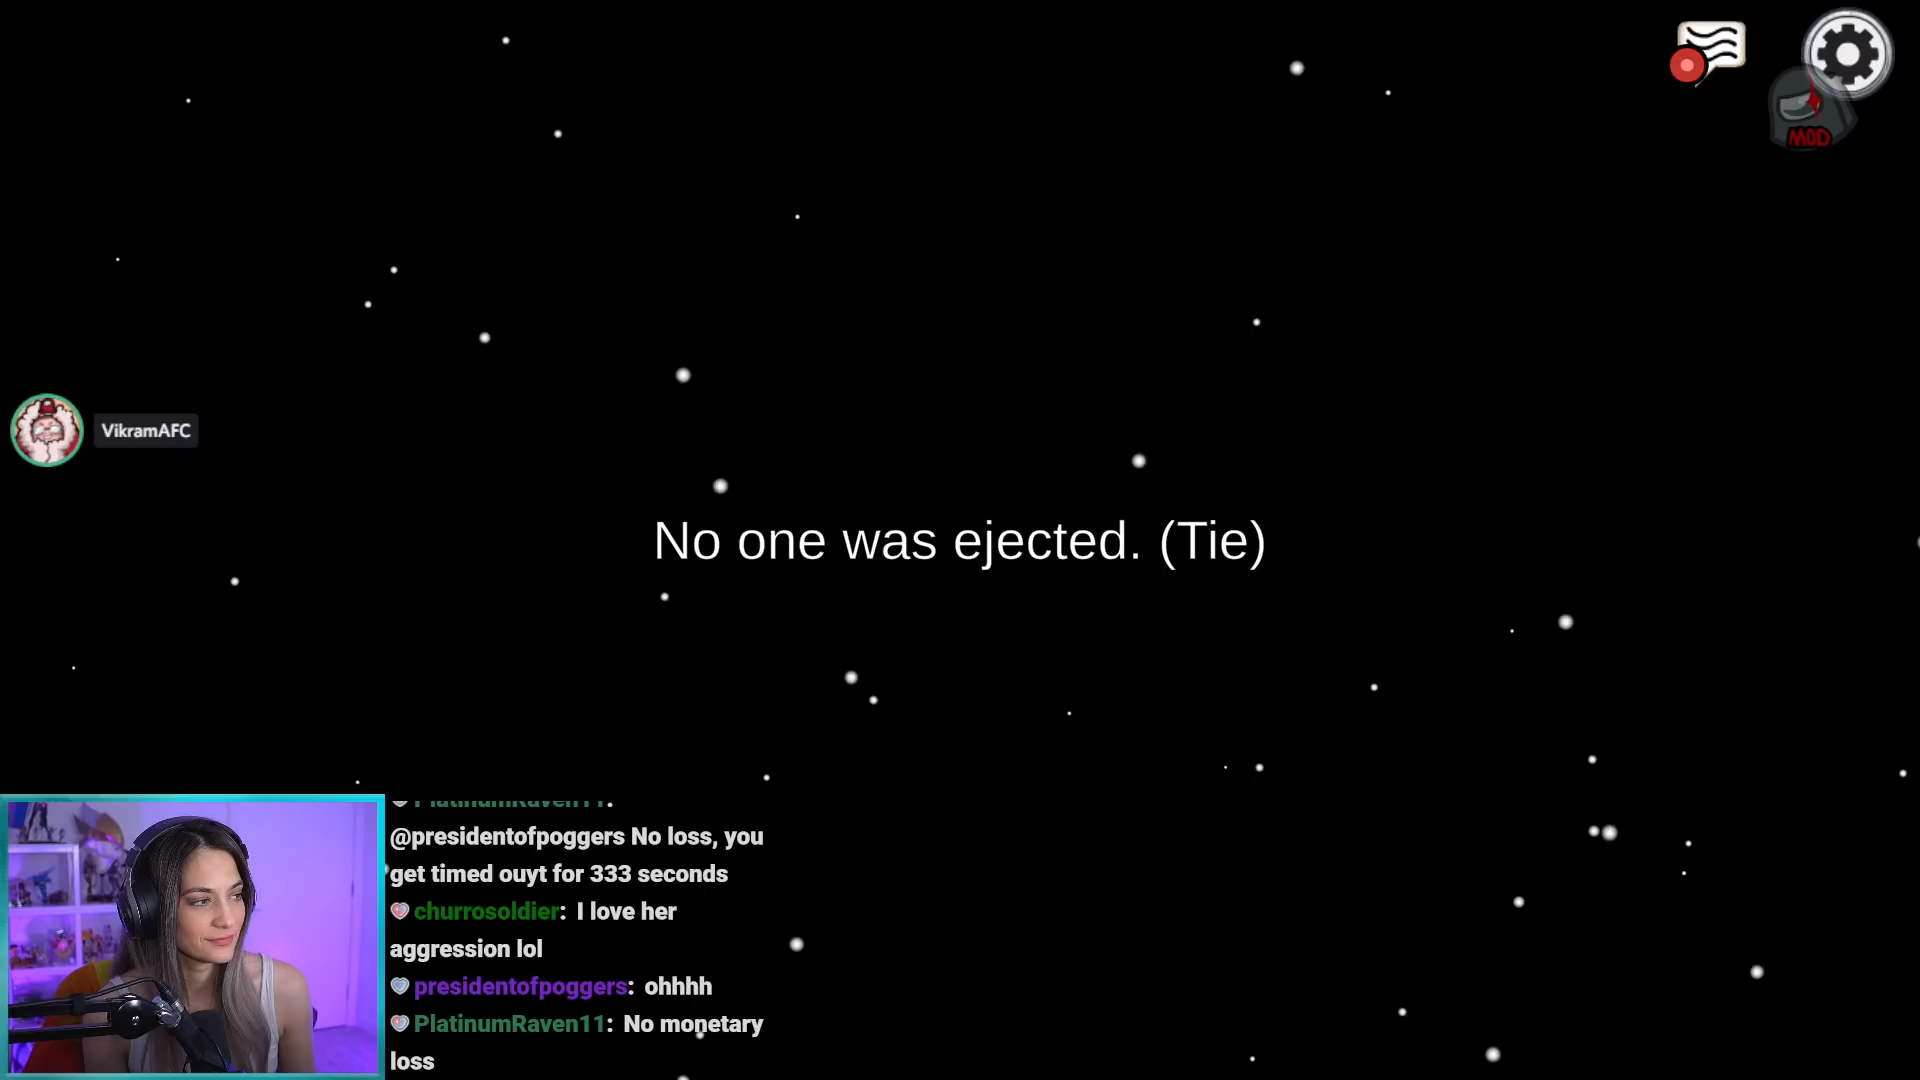 MOD
VikramAFC
No one was ejected. (Tie)
PlatinumRaven11:
@presidentofpoggers No loss, you
get timed ouyt for 333 seconds
churrosoldier: I love her
aggression lol
presidentofpoggers: ohhhh
PlatinumRaven11: No monetary
loss